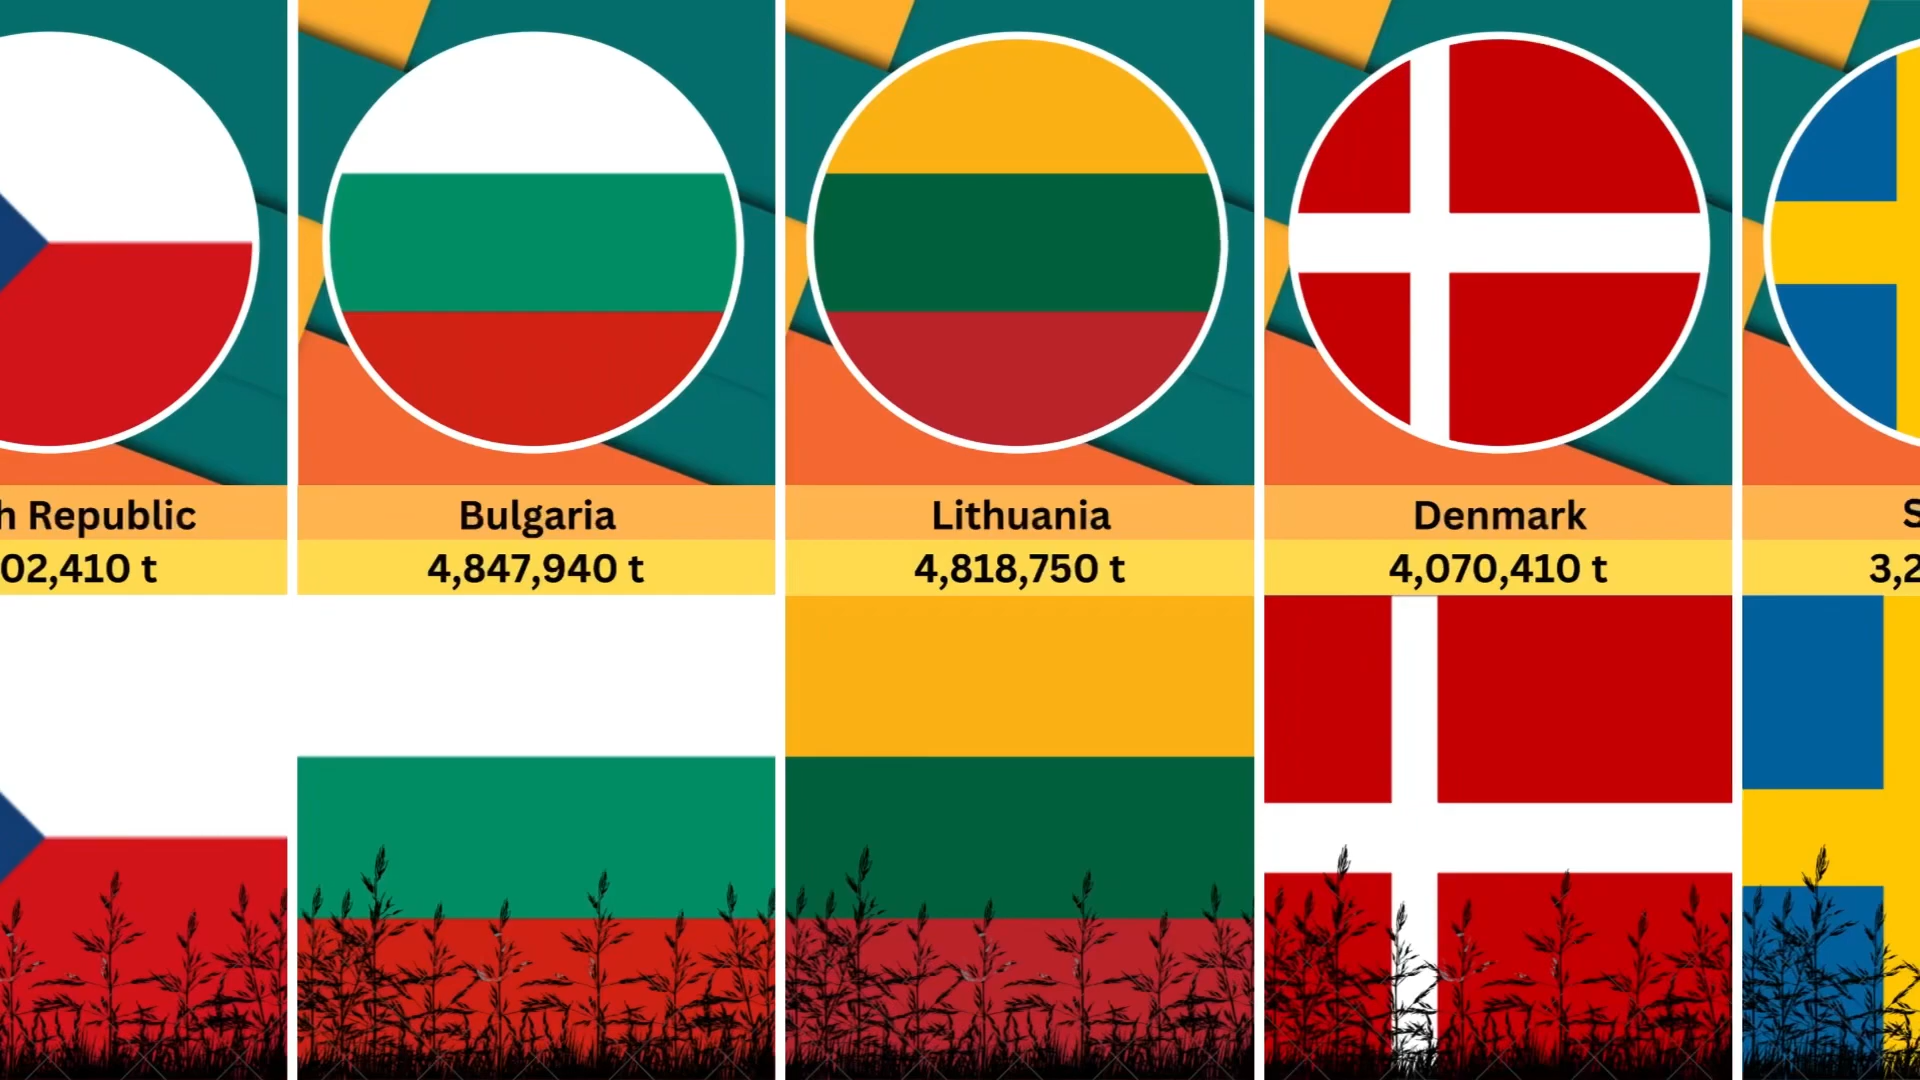 h Republic
02,410 t
Bulgaria
4,847,940 t
Lithuania
4,818,750 t
Denmark
4,070,410 t
S
3,2